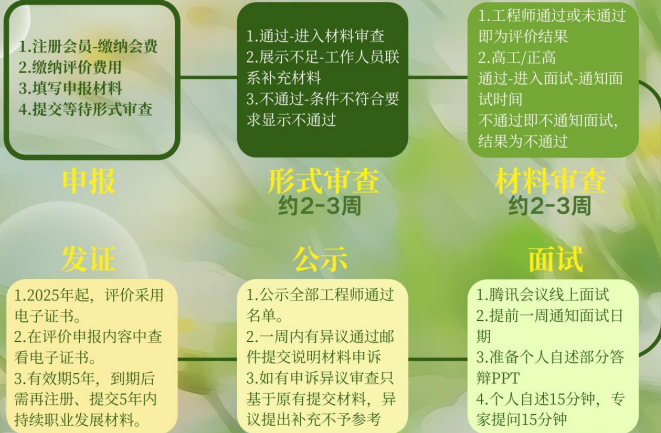 1.注册会员-缴纳会费
2.缴纳评价费用
3.填写申报材料
4.提交等待形式审查
申报
1.通过-进入材料审查
2.展示不足-工作人员联
系补充材料
3.不通过-条件不符合要
求显示不通过
形式审查
约2-3周
1.工程师通过或未通过
即为评价结果
2.高工/正高
通过-进入面试-通知面
试时间
不通过即不通知面试，
结果为不通过
材料审查
约2-3周
面试
1.腾讯会议线上面试
2.提前一周通知面试日
期
3.准备个人自述部分答
辩PPT
4.个人自述15分钟，专
家提问15分钟
公示
1.公示全部工程师通过
名单。
2.一周内有异议通过邮
件提交说明材料申诉
3.如有申诉异议审查只
基于原有提交材料，异
议提出补充不予参考
发证
1.2025年起，评价采用
电子证书。
2.在评价申报内容中查
看电子证书。
3.有效期5年，到期后
需再注册、提交5年内
持续职业发展材料。